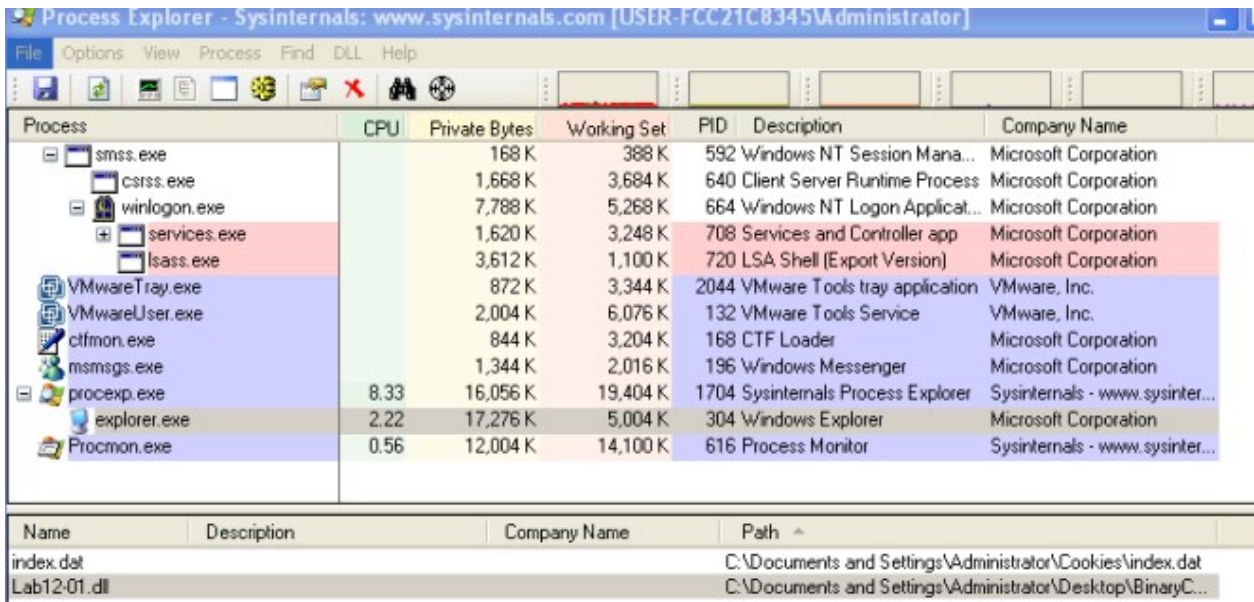 Process Explorer - Sysinternals: www.sysinternals.com [USER-FCC21C8345\Administrator]
File Options View Process Find DLL Help
Process CPU Private Bytes Working Set PID Description Company Name
smss.exe 168 K 388 K 592 Windows NT Session Mana... Microsoft Corporation
csrss.exe 1,668 K 3,684 K 640 Client Server Runtime Process Microsoft Corporation
winlogon.exe 7,788 K 5,268 K 664 Windows NT Logon Applicat... Microsoft Corporation
services.exe 1,620 K 3,248 K 708 Services and Controller app Microsoft Corporation
lsass.exe 3,612 K 1,100 K 720 LSA Shell (Export Version) Microsoft Corporation
VMwareTray.exe 872 K 3,344 K 2044 VMware Tools tray application VMware, Inc.
VMwareUser.exe 2,004 K 6,076 K 132 VMware Tools Service VMware, Inc.
ctfmon.exe 844 K 3,204 K 168 CTF Loader Microsoft Corporation
msmsgs.exe 1,344 K 2,016 K 196 Windows Messenger Microsoft Corporation
procexp.exe 8.33 16,056 K 19,404 K 1704 Sysinternals Process Explorer Sysinternals - www.sysinter...
explorer.exe 2.22 17,276 K 5,004 K 304 Windows Explorer Microsoft Corporation
Procmon.exe 0.56 12,004 K 14,100 K 616 Process Monitor Sysinternals - www.sysinter...
Name Description Company Name Path
index.dat C:\Documents and Settings\Administrator\Cookies\index.dat
Lab12-01.dll C:\Documents and Settings\Administrator\Desktop\BinaryC...